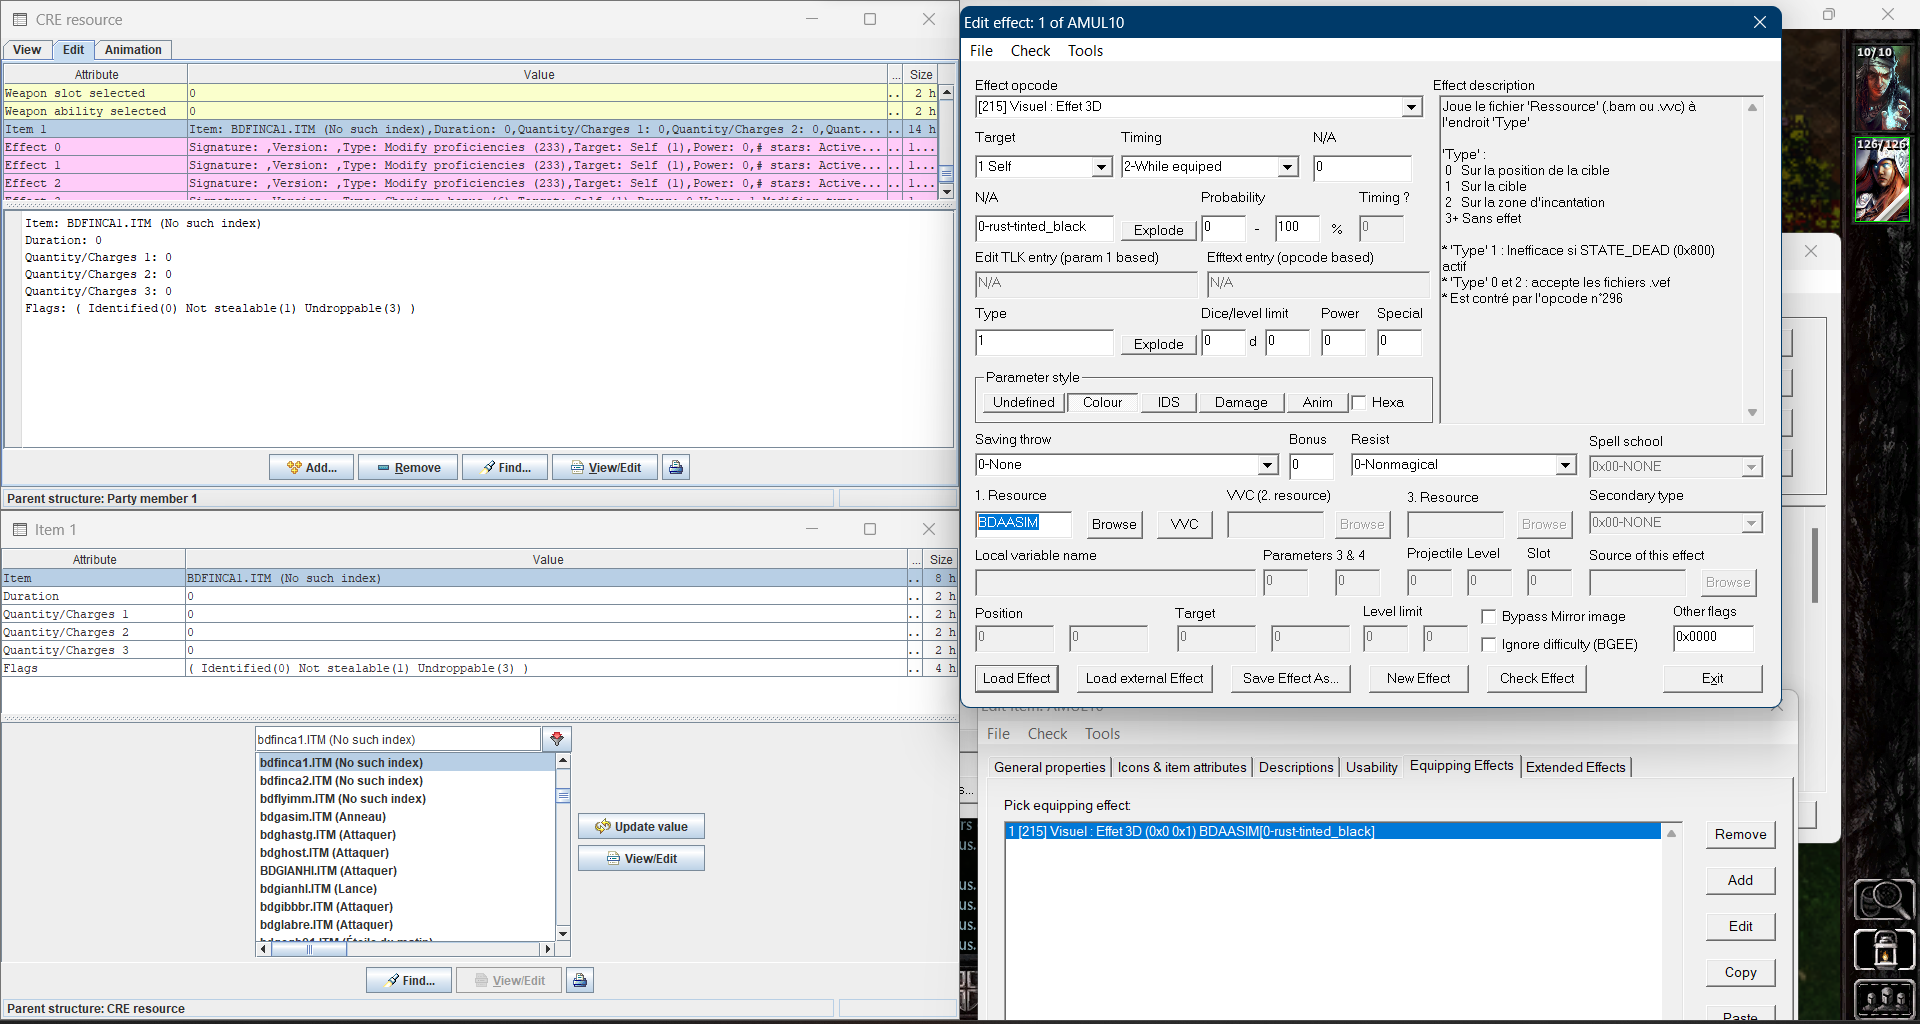 CRE resource
View
Edit
Animation
Attribute
Value
...
Size
Weapon slot selected
0
..
2 h
Weapon ability selected
0
..
2 h
Item 1
Item: BDFINCA1.ITM (No such index),Duration: 0,Quantity/Charges 1: 0,Quantity/Charges 2: 0,Quant...
..
14 h
Effect 0
Signature: ,Version: ,Type: Modify proficiencies (233),Target: Self (1),Power: 0,# stars: Active...
..
1...
Effect 1
Signature: ,Version: ,Type: Modify proficiencies (233),Target: Self (1),Power: 0,# stars: Active...
..
1...
Effect 2
Signature: ,Version: ,Type: Modify proficiencies (233),Target: Self (1),Power: 0,# stars: Active...
..
1...
Item: BDFINCA1.ITM (No such index)
Duration: 0
Quantity/Charges 1: 0
Quantity/Charges 2: 0
Quantity/Charges 3: 0
Flags: ( Identified(0) Not stealable(1) Undroppable(3) )
Add...
Remove
Find...
View/Edit
Parent structure: Party member 1
Item 1
Attribute
Value
...
Size
Item
BDFINCA1.ITM (No such index)
..
8 h
Duration
0
..
2 h
Quantity/Charges 1
0
..
2 h
Quantity/Charges 2
0
..
2 h
Quantity/Charges 3
0
..
2 h
Flags
( Identified(0) Not stealable(1) Undroppable(3) )
..
4 h
bdfinca1.ITM (No such index)
bdfinca1.ITM (No such index)
bdfinca2.ITM (No such index)
bdflyimm.ITM (No such index)
bdgasim.ITM (Anneau)
bdghastg.ITM (Attaquer)
bdghost.ITM (Attaquer)
BDGIANHI.ITM (Attaquer)
bdgianhl.ITM (Lance)
bdgibbbr.ITM (Attaquer)
bdglabre.ITM (Attaquer)
Update value
View/Edit
Find...
View/Edit
Parent structure: CRE resource
Edit effect: 1 of AMUL10
File
Check
Tools
Effect opcode
[215] Visuel : Effet 3D
Target
Timing
N/A
1 Self
2-While equiped
0
N/A
Probability
Timing ?
0-rust-tinted_black
Explode
0
-
100
%
0
Edit TLK entry (param 1 based)
Efftext entry (opcode based)
N/A
N/A
Type
Dice/level limit
Power
Special
1
Explode
0
d
0
0
0
Parameter style
Undefined
Colour
IDS
Damage
Anim
Hexa
Effect description
Joue le fichier 'Ressource' (.bam ou .vvc) à
l'endroit 'Type'
'Type' :
0 Sur la position de la cible
1 Sur la cible
2 Sur la zone d'incantation
3+ Sans effet
* 'Type' 1 : Inefficace si STATE_DEAD (0x800)
actif
* 'Type' 0 et 2 : accepte les fichiers .vef
* Est contré par l'opcode n°296
Saving throw
Bonus
Resist
Spell school
0-None
0
0-Nonmagical
0x00-NONE
1. Resource
VVC (2. resource)
3. Resource
Secondary type
BDAASIM
Browse
VVC
Browse
Browse
0x00-NONE
Local variable name
Parameters 3 & 4
Projectile Level
Slot
Source of this effect
0
0
0
0
0
Browse
Position
Target
Level limit
Bypass Mirror image
Other flags
0
0
0
0
0
0
Ignore difficulty (BGEE)
0x0000
Load Effect
Load external Effect
Save Effect As...
New Effect
Check Effect
Exit
Edit item: AMUL10
File
Check
Tools
General properties
Icons & item attributes
Descriptions
Usability
Equipping Effects
Extended Effects
Pick equipping effect:
1 [215] Visuel : Effet 3D (0x0 0x1) BDAASIM[0-rust-tinted_black]
Remove
Add
Edit
Copy
Paste
s...
rs
us.
us.
us.
us.
10/10
126/126